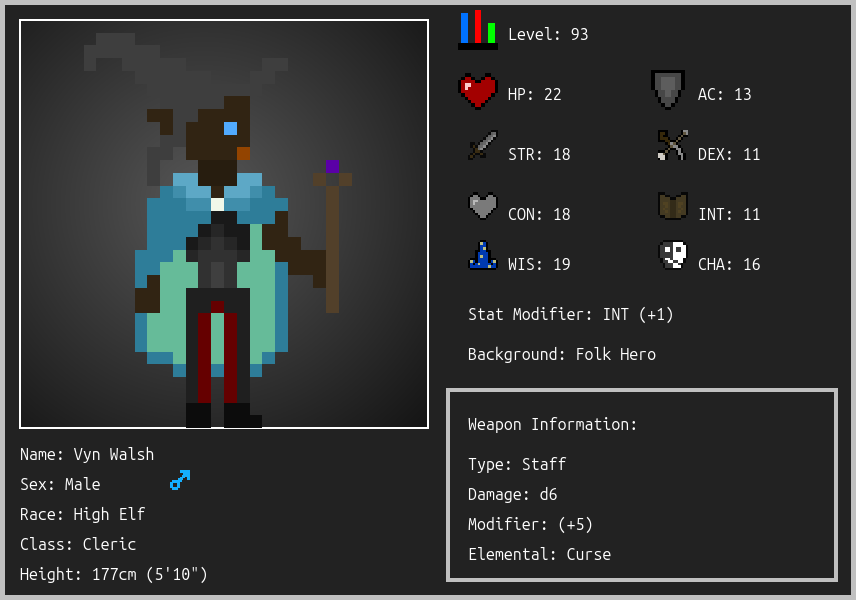 Level: 93
HP: 22
AC: 13
STR: 18
DEX: 11
CON: 18
INT: 11
WIS: 19
CHA: 16
Stat Modifier: INT (+1)
Background: Folk Hero
Weapon Information:
Type: Staff
Damage: d6
Modifier: (+5)
Elemental: Curse
Name: Vyn Walsh
Sex: Male
Race: High Elf
Class: Cleric
Height: 177cm (5'10")